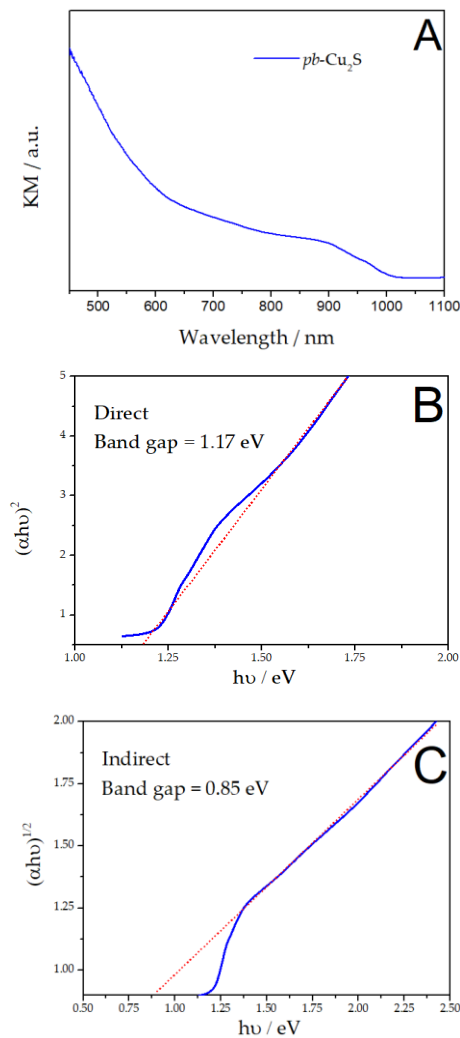 A
pb-Cu₂S
KM / a.u.
500 600 700 800 900 1000 1100
Wavelength / nm
B
Direct
Band gap = 1.17 eV
(αhυ)²
5
4
3
2
1
1.00 1.25 1.50 1.75 2.00
hυ / eV
C
Indirect
Band gap = 0.85 eV
(αhυ)¹/²
2.00
1.75
1.50
1.25
1.00
0.50 0.75 1.00 1.25 1.50 1.75 2.00 2.25 2.50
hυ / eV